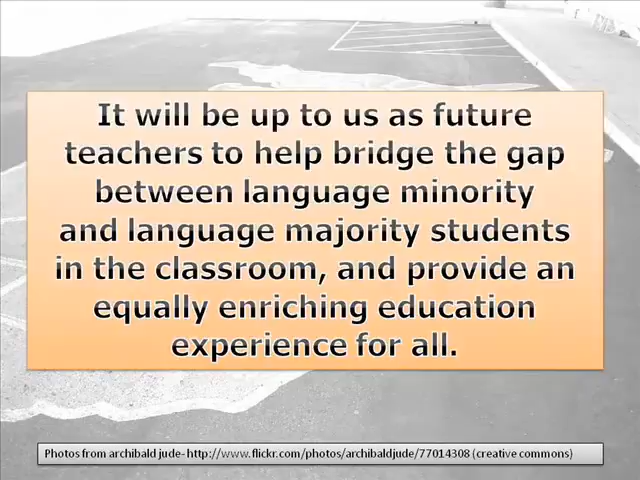 It will be up to us as future
teachers to help bridge the gap
between language minority
and language majority students
in the classroom, and provide an
equally enriching education
experience for all.
Photos from archibald jude- http://www.flickr.com/photos/archibaldjude/77014308 (creative commons)